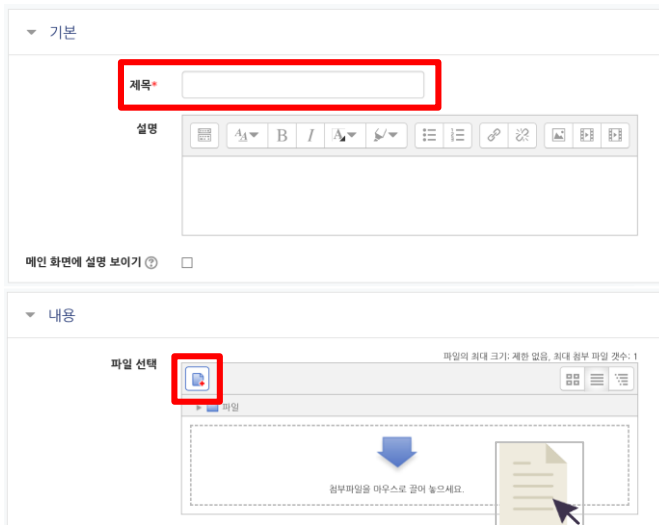 기본
제목*
설명
메인 화면에 설명 보이기
내용
파일의 최대 크기: 제한 없음, 최대 첨부 파일 갯수: 1
파일 선택
파일
첨부파일을 마우스로 끌어 놓으세요.